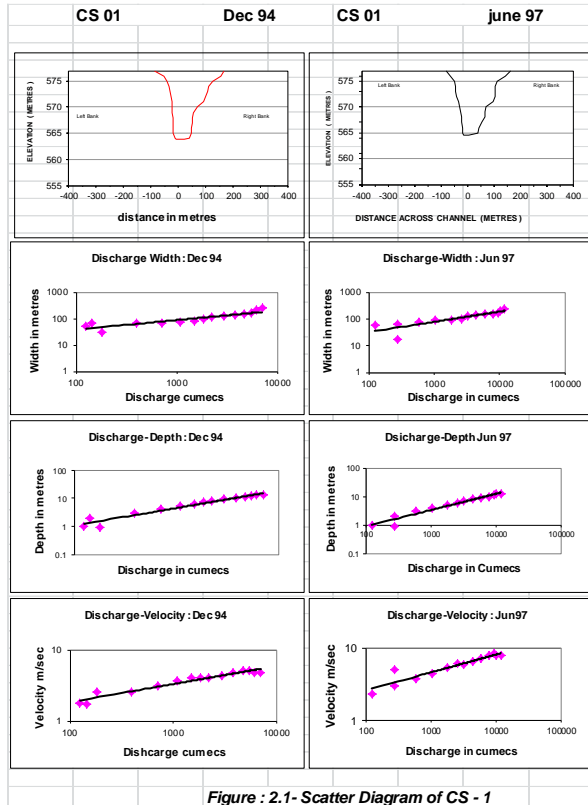 CS 01 Dec 94 CS 01 june 97
ELEVATION ( METRES )
575
570
565
560
555
Left Bank
Right Bank
-400 -300 -200 -100 0 100 200 300 400
distance in metres
ELEVATION ( METRES )
575
570
565
560
555
Left Bank
Right Bank
-400 -300 -200 -100 0 100 200 300 400
DISTANCE ACROSS CHANNEL (METRES )
Discharge Width : Dec 94
Width in metres
1000
100
10
1
100 1000 10000
Discharge cumecs
Discharge-Width : Jun 97
Width in metres
1000
100
10
1
100 1000 10000 100000
Discharge in cumecs
Discharge-Depth: Dec 94
Depth in metres
100
10
1
0.1
100 1000 10000
Discharge in cumecs
Dsicharge-Depth Jun 97
Depth in metres
100
10
1
0.1
100 1000 10000 100000
Discharge in Cumecs
Discharge-Velocity : Dec 94
Velocity m/sec
10
1
100 1000 10000
Dishcarge cumecs
Discharge-Velocity : Jun97
Velocity m/sec
10
1
100 1000 10000 100000
Discharge in cumecs
Figure : 2.1- Scatter Diagram of CS - 1